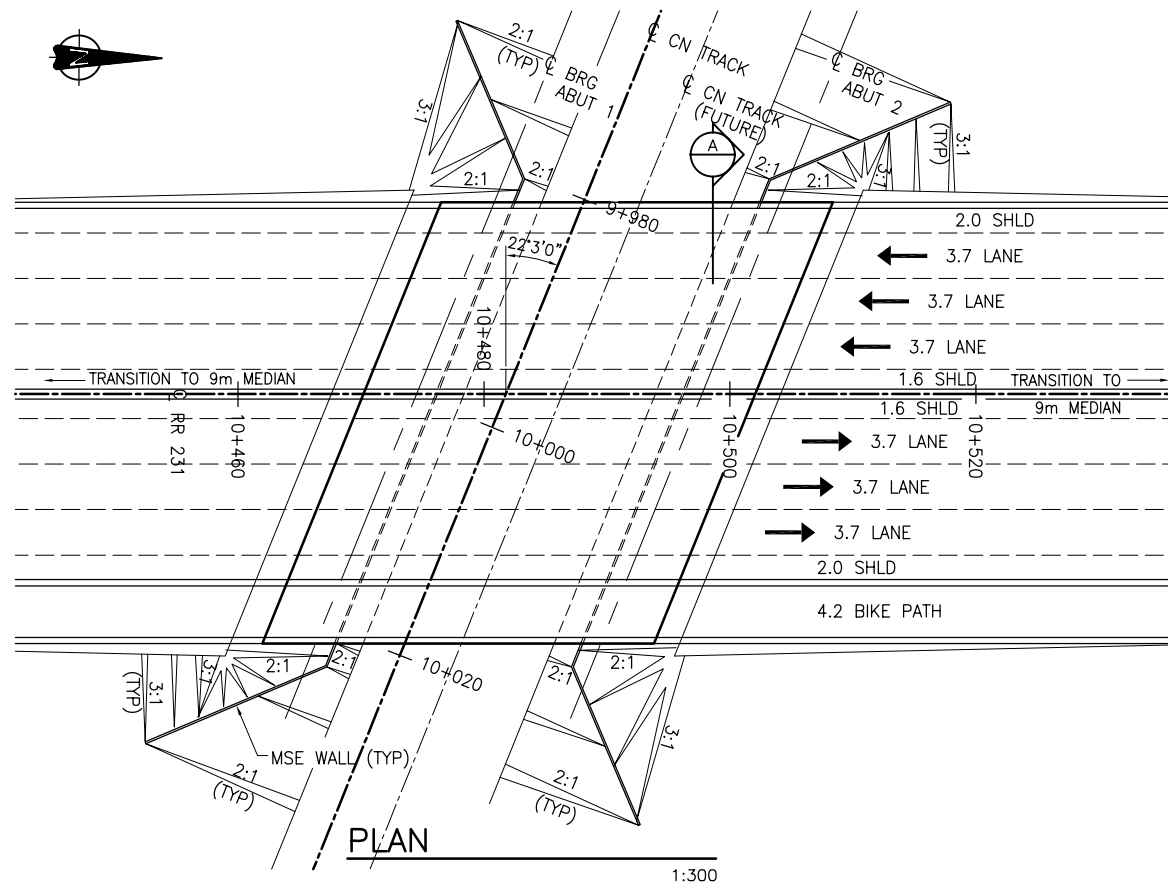 N
2:1
(TYP)
℄ BRG
ABUT 1
℄ CN TRACK
℄ CN TRACK
(FUTURE)
℄ BRG
ABUT 2
A
3:1
2:1
2:1
2:1
2:1
3:1
3:1
(TYP)
9+980
22°3'0"
2.0 SHLD
3.7 LANE
3.7 LANE
3.7 LANE
10+480
TRANSITION TO 9m MEDIAN
1.6 SHLD
TRANSITION TO
1.6 SHLD
9m MEDIAN
℄ RR 231
10+460
10+000
10+500
10+520
3.7 LANE
3.7 LANE
3.7 LANE
2.0 SHLD
4.2 BIKE PATH
3:1
(TYP)
3:1
2:1
2:1
10+020
2:1
2:1
3:1
MSE WALL (TYP)
2:1
(TYP)
2:1
(TYP)
PLAN
1:300